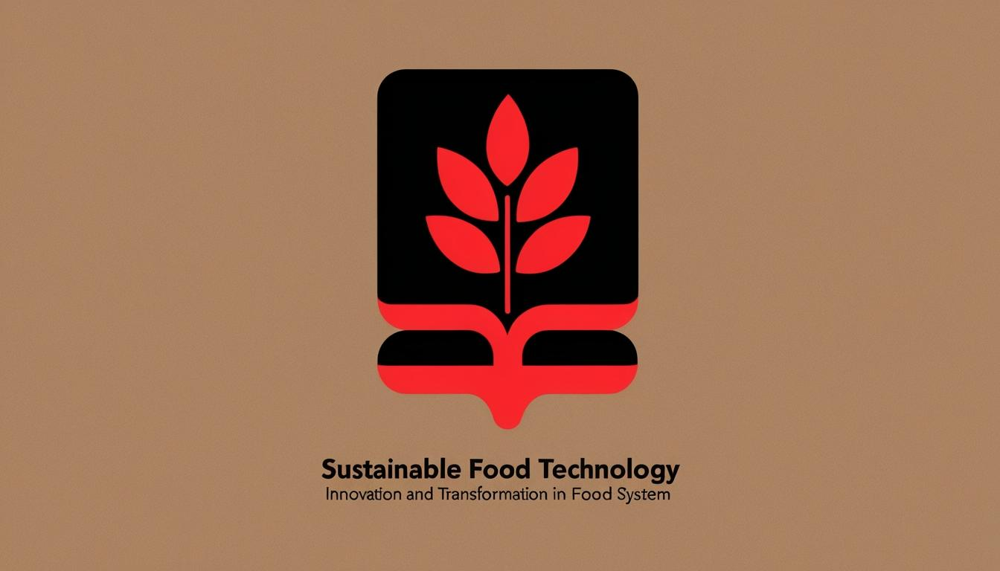 Sustainable Food Technology
Innovation and Transformation in Food System